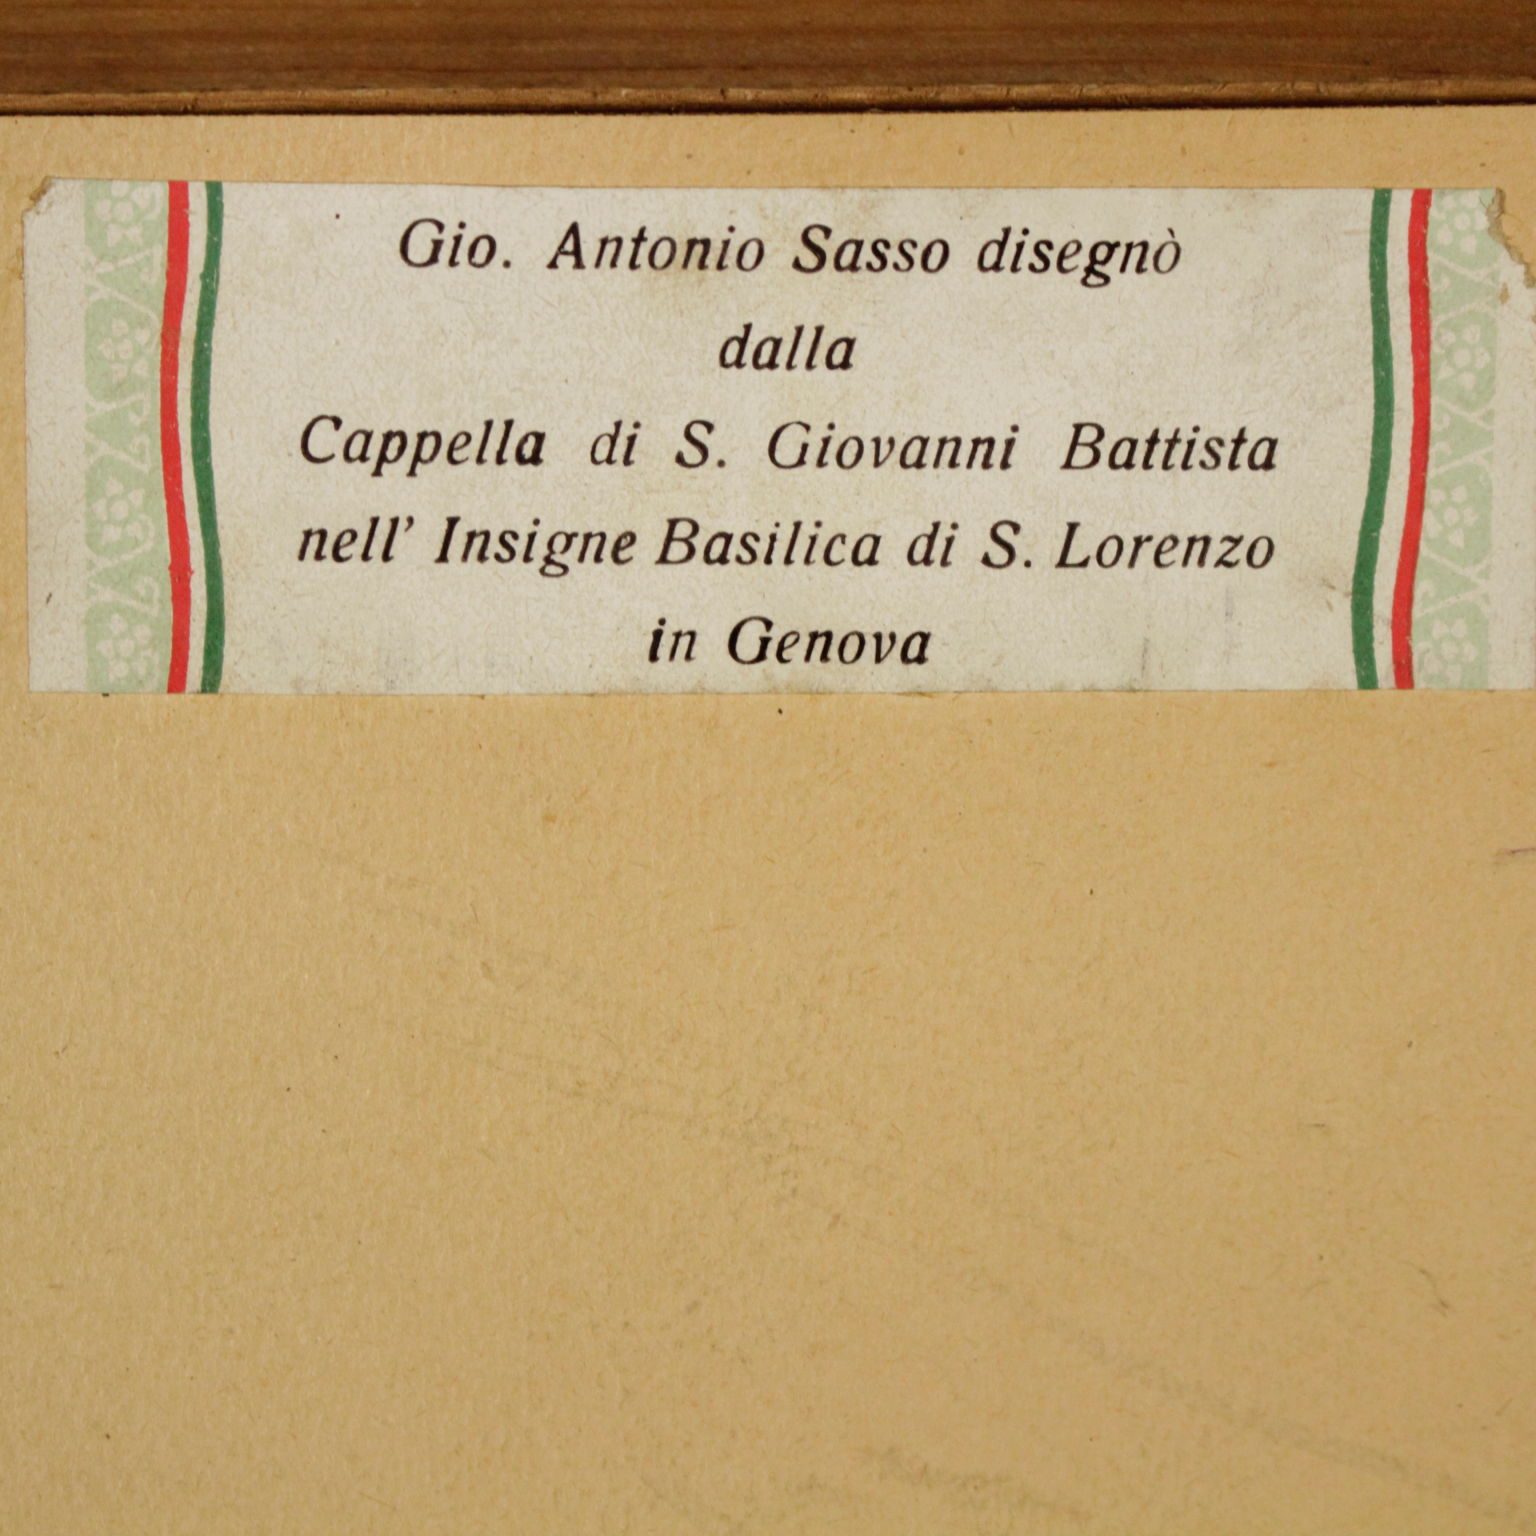 Gio. Antonio Sasso disegnò
dalla
Cappella di S. Giovanni Battista
nell' Insigne Basilica di S. Lorenzo
in Genova